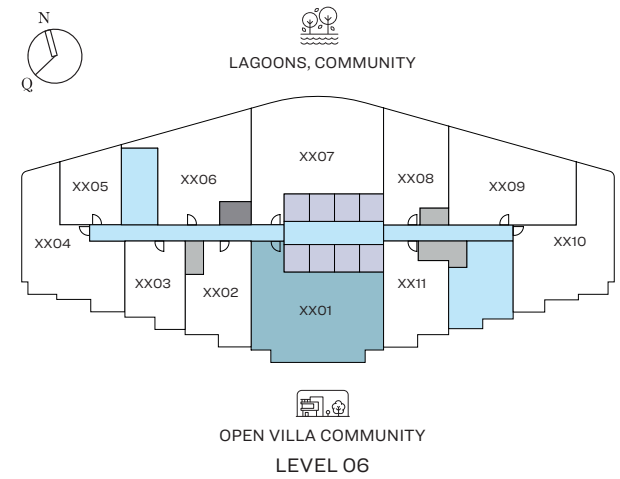 N
Q
LAGOONS, COMMUNITY
XX07
XX05
XX06
XX08
XX09
XX04
XX10
XX03
XX02
XX01
XX11
OPEN VILLA COMMUNITY
LEVEL 06